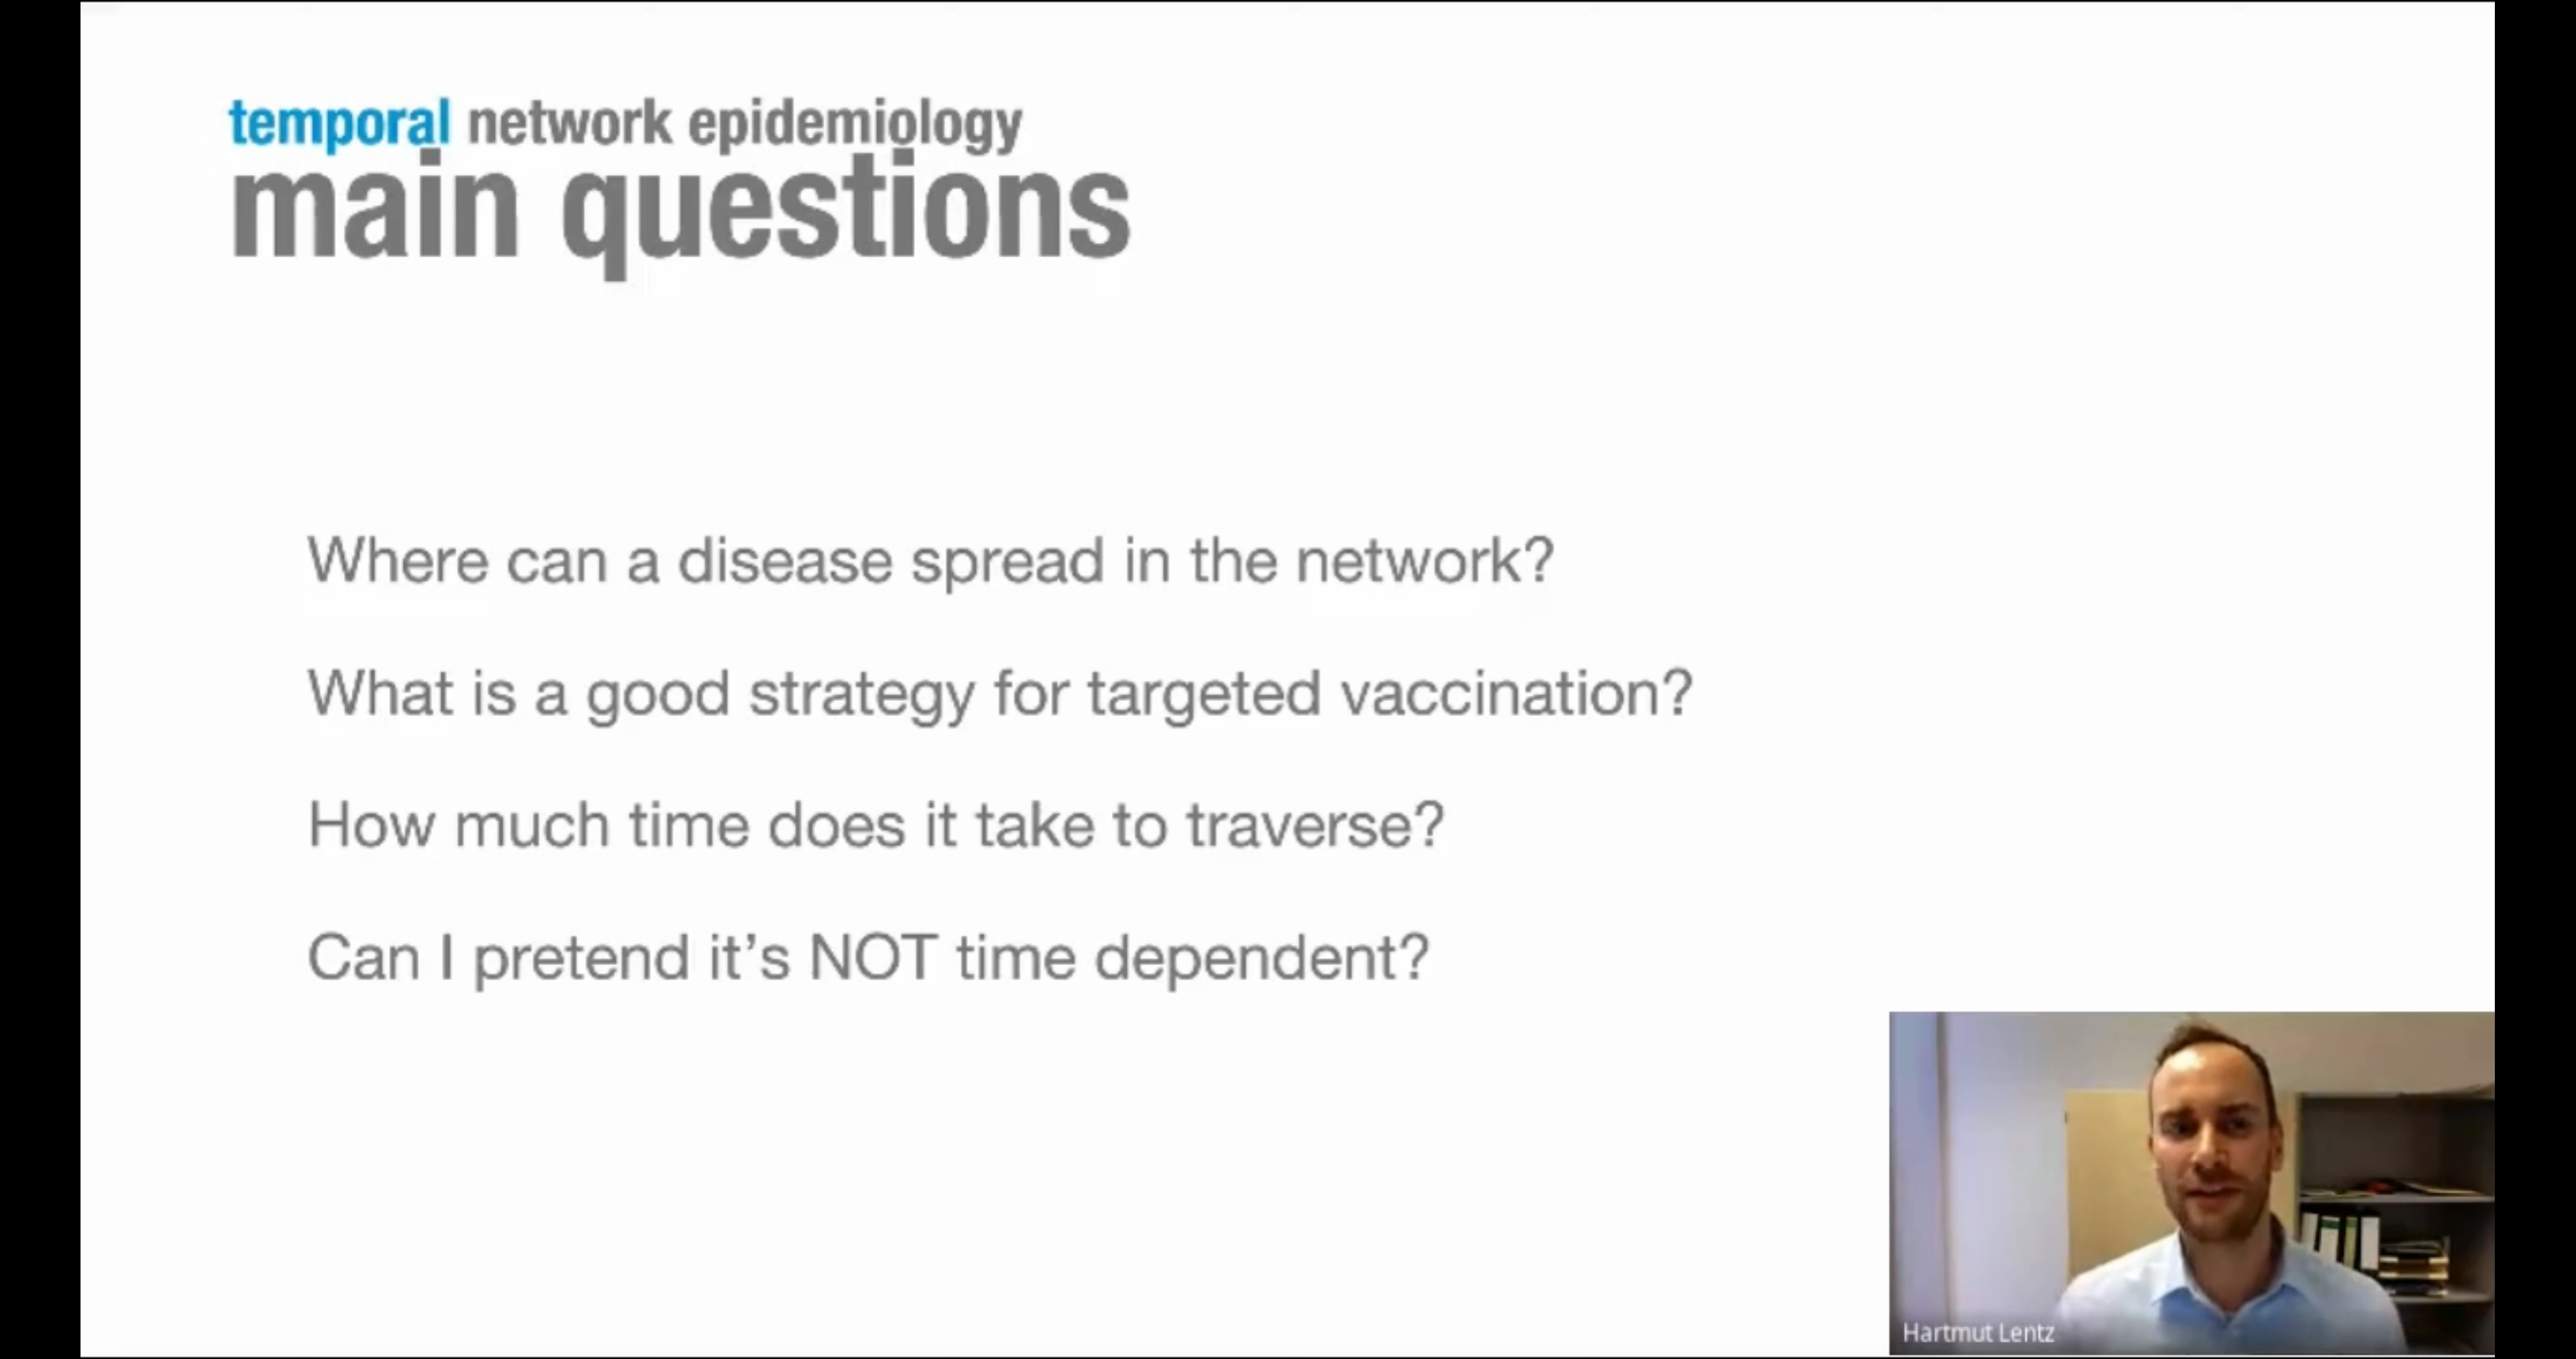 temporal network epidemiology
main questions
Where can a disease spread in the network?
What is a good strategy for targeted vaccination?
How much time does it take to traverse?
Can I pretend it’s NOT time dependent?
Hartmut Lentz